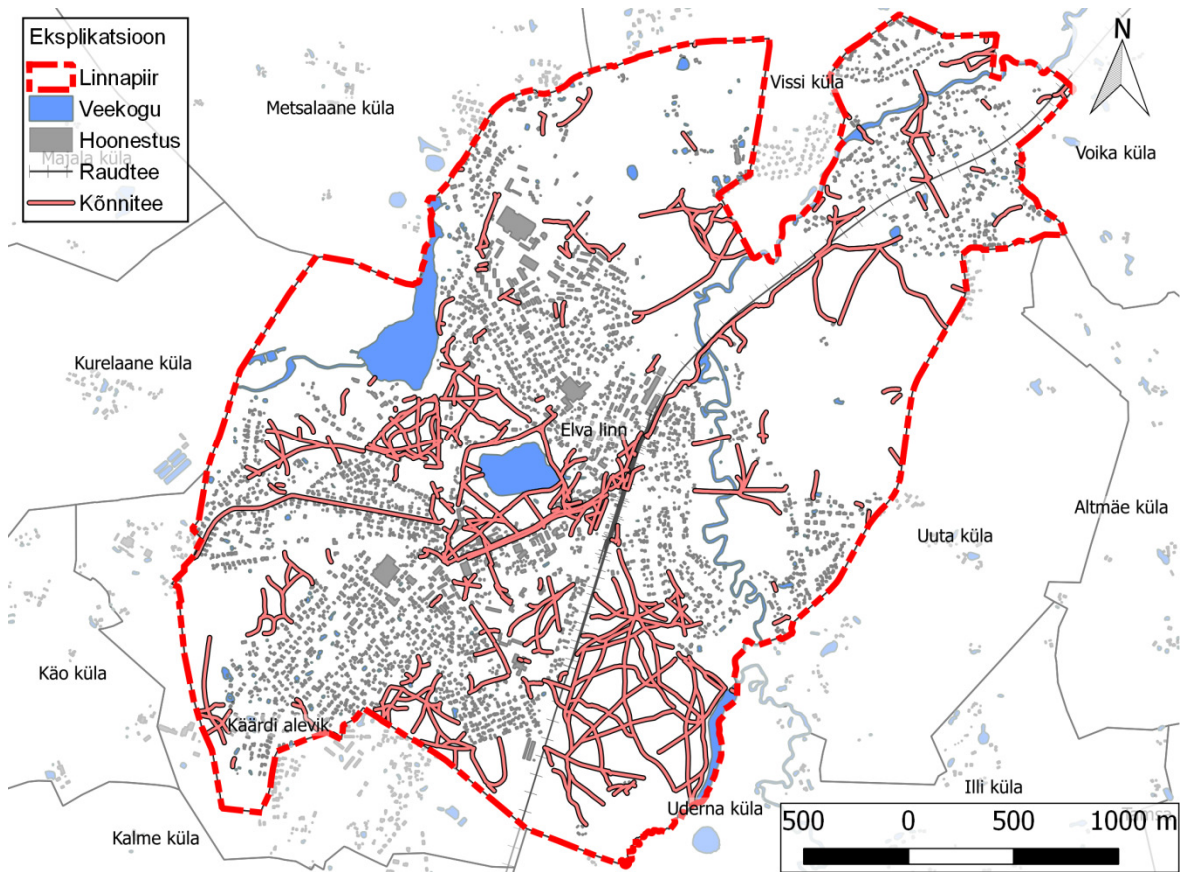 Eksplikatsioon
Linnapiir
Veekogu
Hoonestus
Raudtee
Kõnnitee
Majala küla
Metsalaane küla
Vissi küla
N
Voika küla
Kurelaane küla
Elva linn
Altmäe küla
Uuta küla
Käo küla
Käärdi alevik
Uderna küla
Illi küla
Kalme küla
500 0 500 1000 m